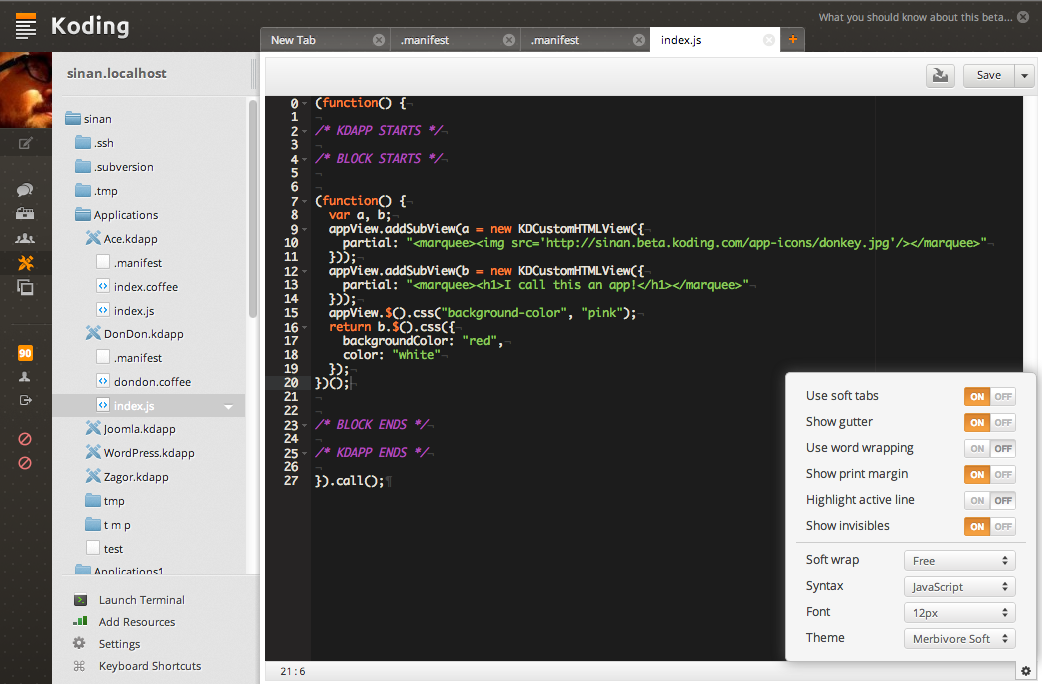 Koding
What you should know about this beta...
New Tab
.manifest
.manifest
index.js
+
sinan.localhost
Save
sinan
.ssh
.subversion
.tmp
Applications
Ace.kdapp
.manifest
index.coffee
index.js
DonDon.kdapp
.manifest
dondon.coffee
index.js
Joomla.kdapp
WordPress.kdapp
Zagor.kdapp
tmp
t m p
test
Applications1
90
Launch Terminal
Add Resources
Settings
Keyboard Shortcuts
0 (function() {¬
1 ¬
2 /* KDAPP STARTS */¬
3 ¬
4 /* BLOCK STARTS */¬
5 ¬
6 ¬
7 (function() {¬
8 var a, b;¬
9 appView.addSubView(a = new KDCustomHTMLView({¬
10 partial: "<marquee><img src='http://sinan.beta.koding.com/app-icons/donkey.jpg'/></marquee>"¬
11 }));¬
12 appView.addSubView(b = new KDCustomHTMLView({¬
13 partial: "<marquee><h1>I call this an app!</h1></marquee>"¬
14 }));¬
15 appView.$().css("background-color", "pink");¬
16 return b.$().css({¬
17 backgroundColor: "red",¬
18 color: "white"¬
19 });¬
20 })();¬
21 ¬
22 ¬
23 /* BLOCK ENDS */¬
24 ¬
25 /* KDAPP ENDS */¬
26 ¬
27 }).call();¶
21:6
Use soft tabs ON OFF
Show gutter ON OFF
Use word wrapping ON OFF
Show print margin ON OFF
Highlight active line ON OFF
Show invisibles ON OFF
Soft wrap Free
Syntax JavaScript
Font 12px
Theme Merbivore Soft